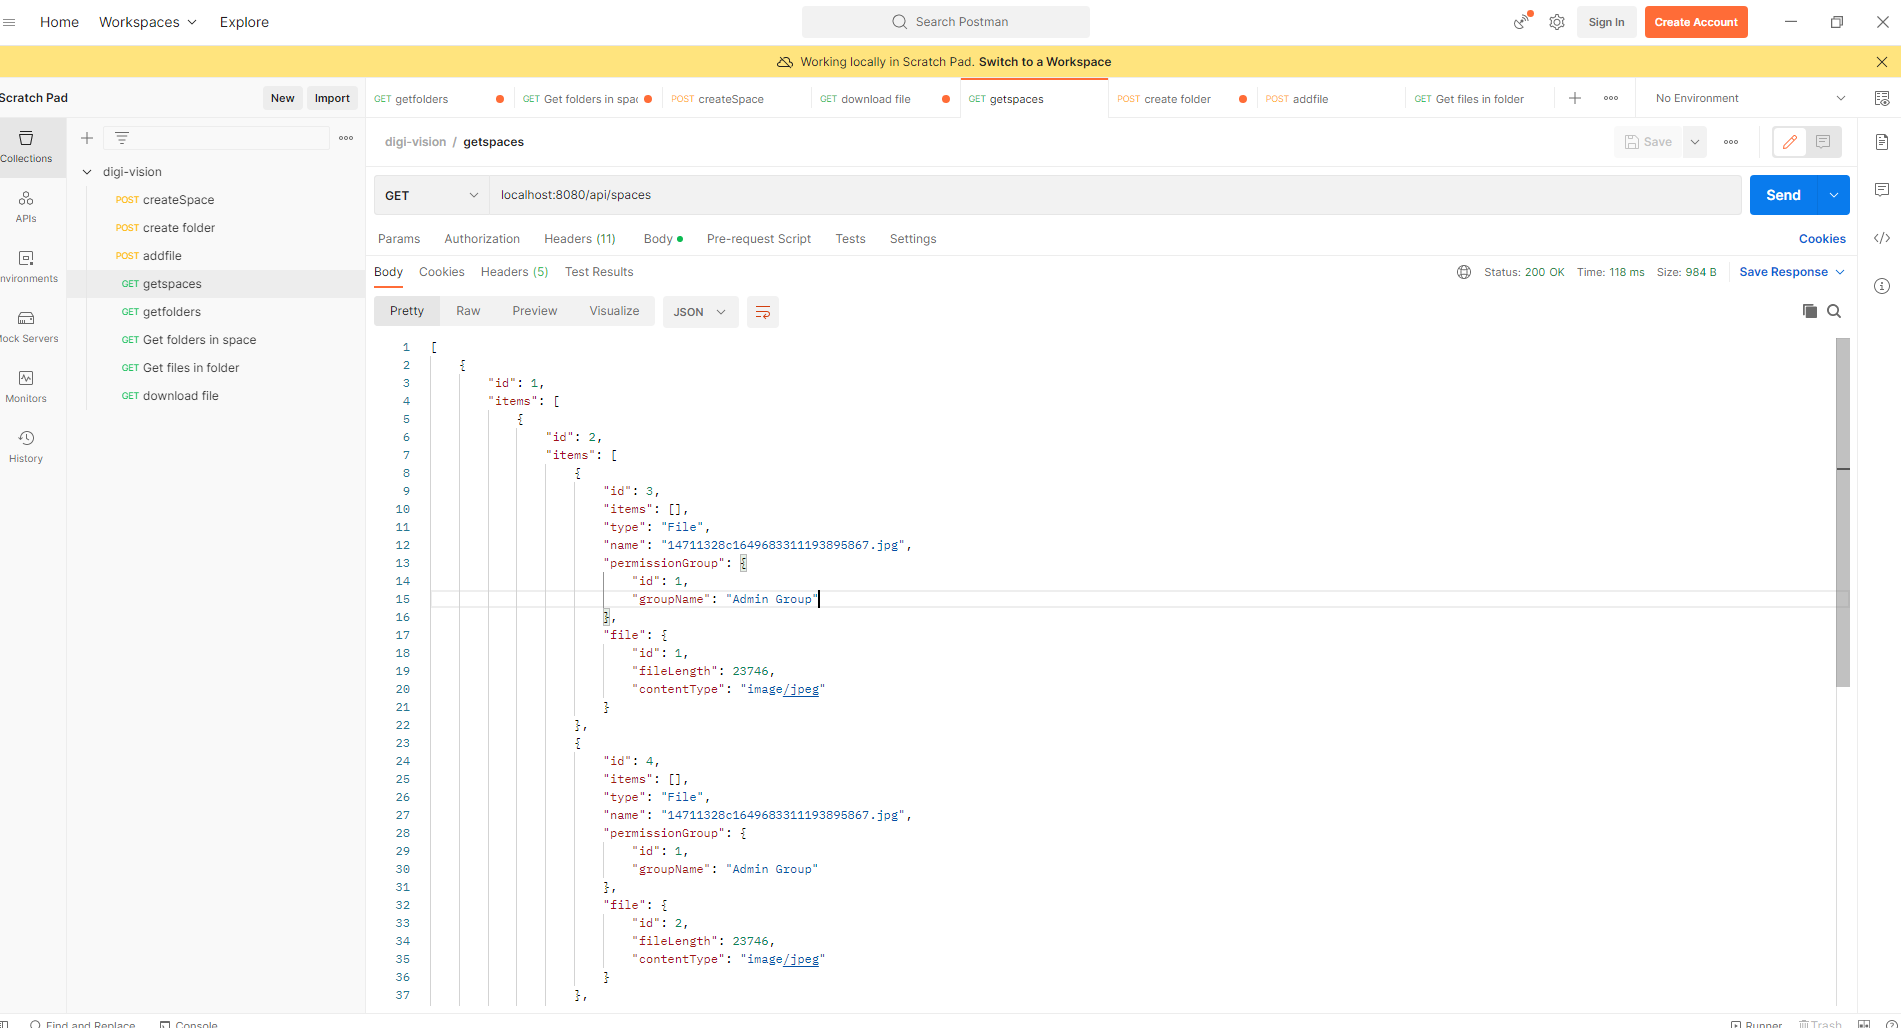 Home Workspaces Explore Search Postman Sign In Create Account
Working locally in Scratch Pad. Switch to a Workspace
Scratch Pad New Import
GET getfolders GET Get folders in spac POST createSpace GET download file GET getspaces POST create folder POST addfile GET Get files in folder No Environment
Collections
APIs
nvironments
Mock Servers
Monitors
History
digi-vision
POST createSpace
POST create folder
POST addfile
GET getspaces
GET getfolders
GET Get folders in space
GET Get files in folder
GET download file
digi-vision / getspaces Save
GET localhost:8080/api/spaces Send
Params Authorization Headers (11) Body Pre-request Script Tests Settings Cookies
Body Cookies Headers (5) Test Results Status: 200 OK Time: 118 ms Size: 984 B Save Response
Pretty Raw Preview Visualize JSON
1 [
2 {
3 "id": 1,
4 "items": [
5 {
6 "id": 2,
7 "items": [
8 {
9 "id": 3,
10 "items": [],
11 "type": "File",
12 "name": "14711328c1649683311193895867.jpg",
13 "permissionGroup": {
14 "id": 1,
15 "groupName": "Admin Group"
16 },
17 "file": {
18 "id": 1,
19 "fileLength": 23746,
20 "contentType": "image/jpeg"
21 }
22 },
23 {
24 "id": 4,
25 "items": [],
26 "type": "File",
27 "name": "14711328c1649683311193895867.jpg",
28 "permissionGroup": {
29 "id": 1,
30 "groupName": "Admin Group"
31 },
32 "file": {
33 "id": 2,
34 "fileLength": 23746,
35 "contentType": "image/jpeg"
36 }
37 },
Find and Replace Console Runner Trash